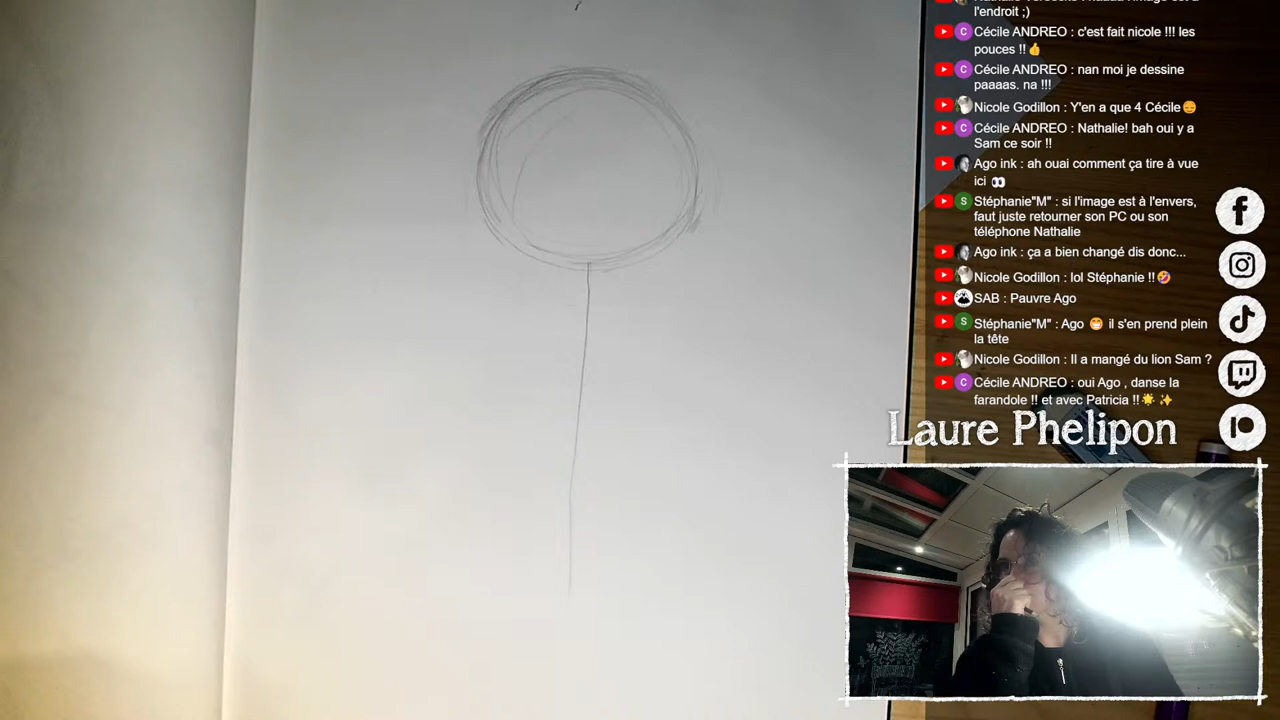 l'endroit ;)
Cécile ANDREO : c'est fait nicole !!! les
pouces !!👍
Cécile ANDREO : nan moi je dessine
paaaas. na !!!
Nicole Godillon : Y'en a que 4 Cécile😔
Cécile ANDREO : Nathalie! bah oui y a
Sam ce soir !!
Ago ink : ah ouai comment ça tire à vue
ici 👀
Stéphanie"M" : si l'image est à l'envers,
faut juste retourner son PC ou son
téléphone Nathalie
Ago ink : ça a bien changé dis donc...
Nicole Godillon : lol Stéphanie !!🤣
SAB : Pauvre Ago
Stéphanie"M" : Ago 😁 il s'en prend plein
la tête
Nicole Godillon : Il a mangé du lion Sam ?
Cécile ANDREO : oui Ago , danse la
farandole !! et avec Patricia !!🌟 ✨
Laure Phelipon